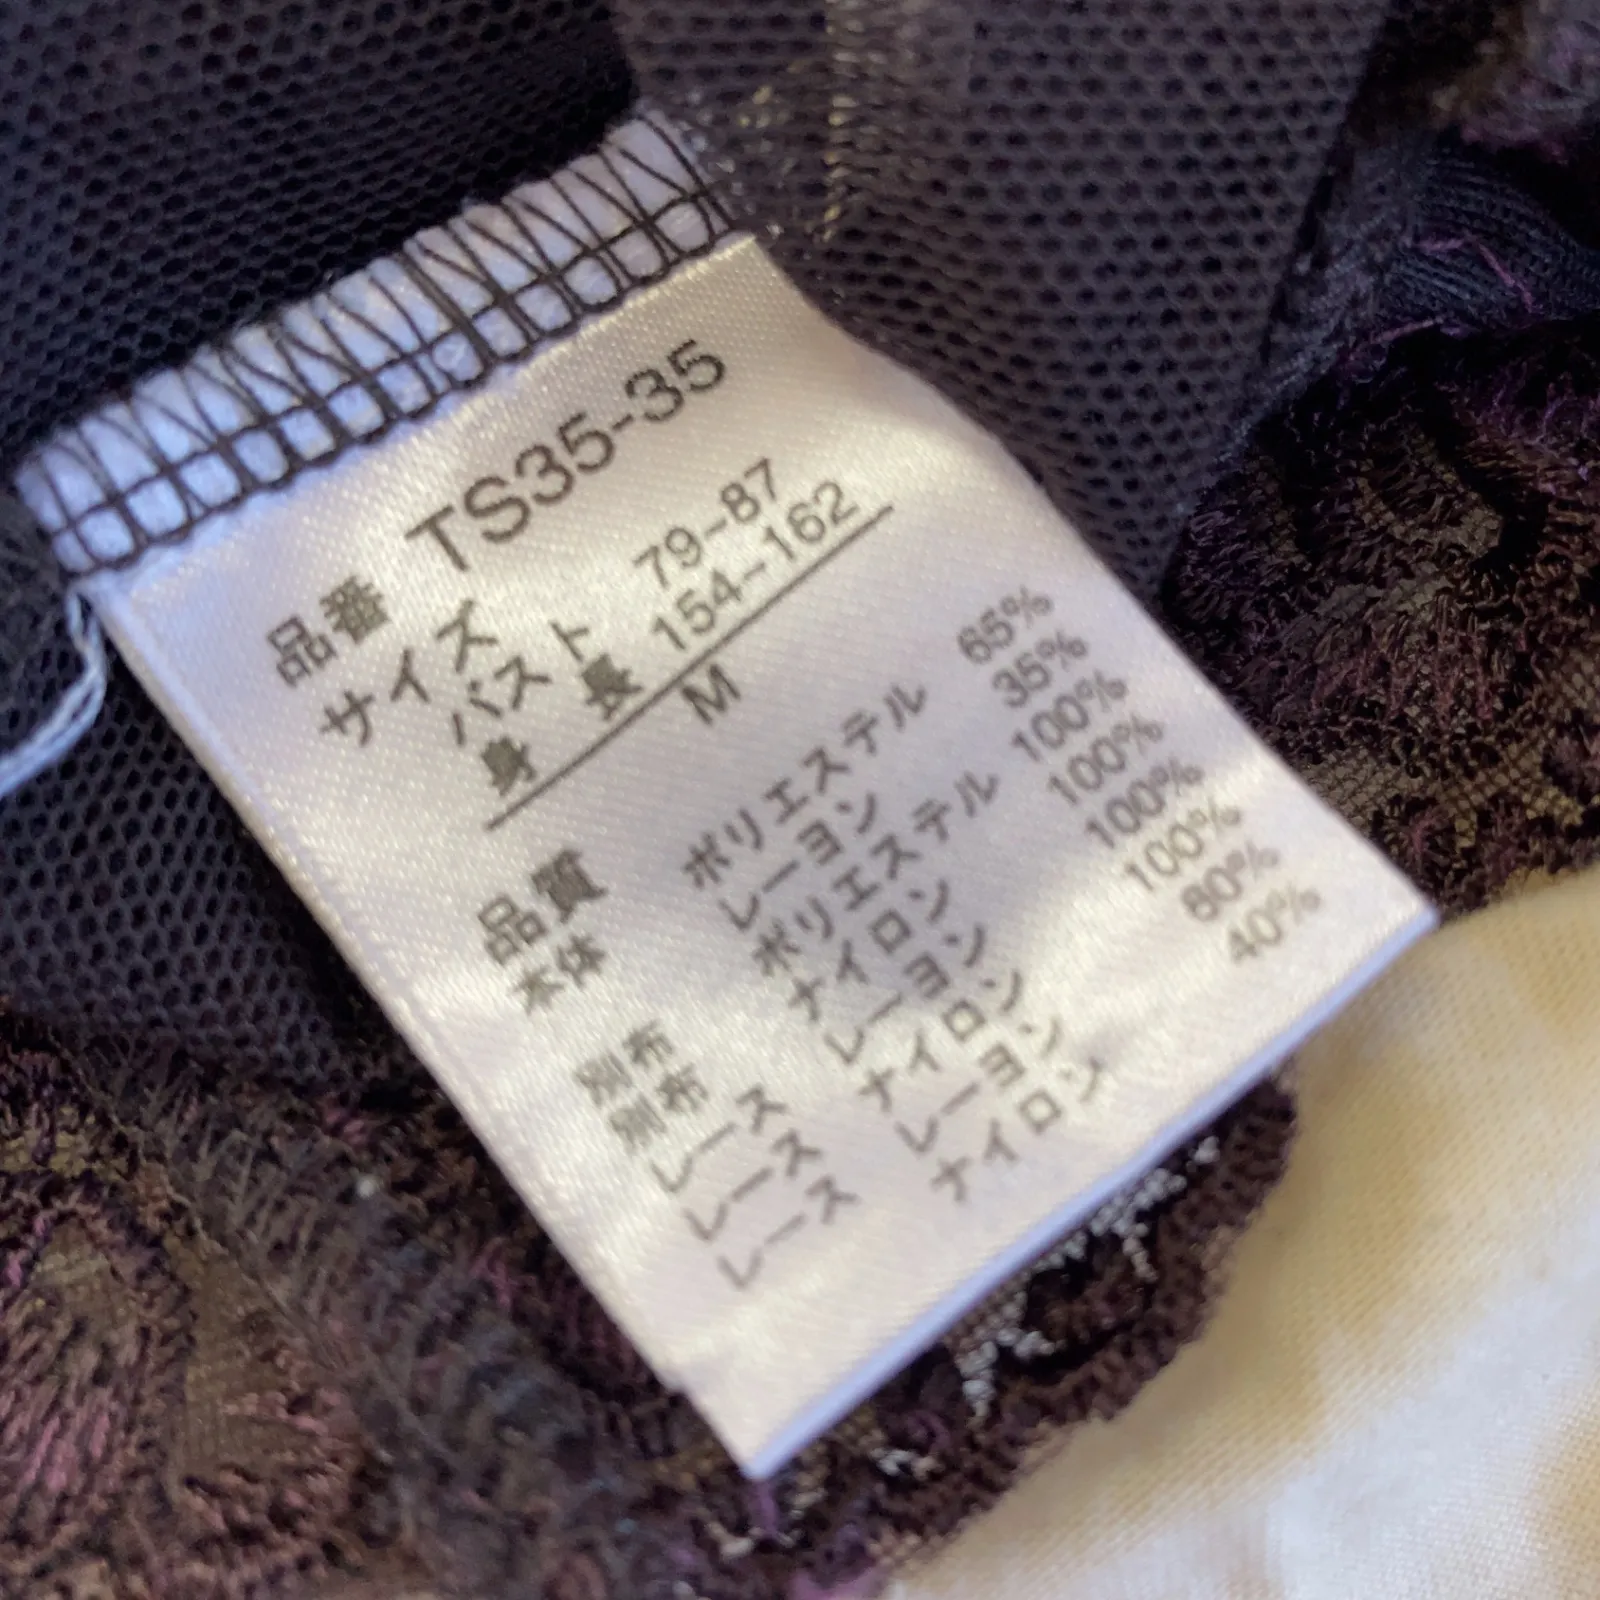 品番 TS35-35
サイズ
バスト 79-87
身長 154-162
M
品質
本体 ポリエステル 65%
レーヨン 35%
別布 ポリエステル 100%
別布 ナイロン 100%
レース レーヨン 100%
レース ナイロン 100%
レース レーヨン 60%
ナイロン 40%